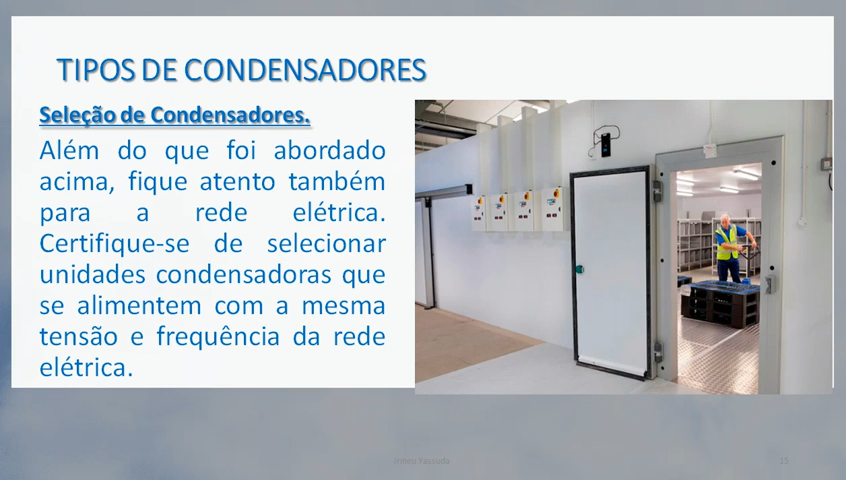 TIPOS DE CONDENSADORES
Seleção de Condensadores.
Além do que foi abordado
acima, fique atento também
para a rede elétrica.
Certifique-se de selecionar
unidades condensadoras que
se alimentem com a mesma
tensão e frequência da rede
elétrica.
15